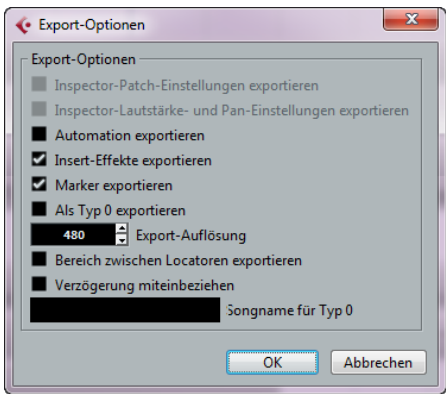 Export-Optionen
Export-Optionen
Inspector-Patch-Einstellungen exportieren
Inspector-Lautstärke- und Pan-Einstellungen exportieren
Automation exportieren
Insert-Effekte exportieren
Marker exportieren
Als Typ 0 exportieren
480 Export-Auflösung
Bereich zwischen Locatoren exportieren
Verzögerung miteinbeziehen
Songname für Typ 0
OK Abbrechen